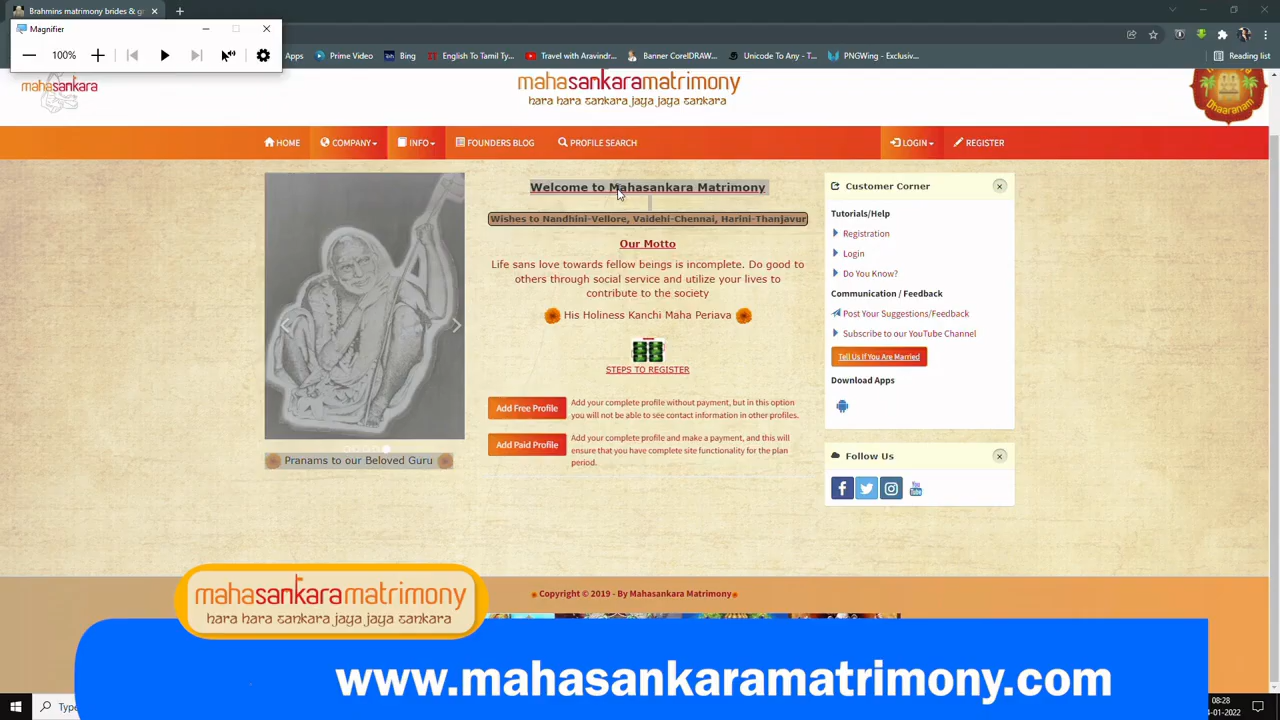 Brahmins matrimony brides & gr
Magnifier
100%
Apps
Prime Video
Bing
English To Tamil Ty...
Travel with Aravindr...
Banner CorelDRAW...
Unicode To Any - T...
PNGWing - Exclusiv...
Reading list
mahasankara
mahasankaramatrimony
hara hara sankara jaya jaya sankara
Dhaaranam
HOME
COMPANY
INFO
FOUNDERS BLOG
PROFILE SEARCH
LOGIN
REGISTER
Welcome to Mahasankara Matrimony
Wishes to Nandhini-Vellore, Vaidehi-Chennai, Harini-Thanjavur
Our Motto
Life sans love towards fellow beings is incomplete. Do good to
others through social service and utilize your lives to
contribute to the society
His Holiness Kanchi Maha Periava
STEPS TO REGISTER
Add Free Profile
Add your complete profile without payment, but in this option
you will not be able to see contact information in other profiles.
Add Paid Profile
Add your complete profile and make a payment, and this will
ensure that you have complete site functionality for the plan
period.
Pranams to our Beloved Guru
Customer Corner
Tutorials/Help
Registration
Login
Do You Know?
Communication / Feedback
Post Your Suggestions/Feedback
Subscribe to our YouTube Channel
Tell Us If You Are Married
Download Apps
Follow Us
You Tube
Copyright © 2019 - By Mahasankara Matrimony
mahasankaramatrimony
hara hara sankara jaya jaya sankara
www.mahasankaramatrimony.com
Type
08:28
-01-2022